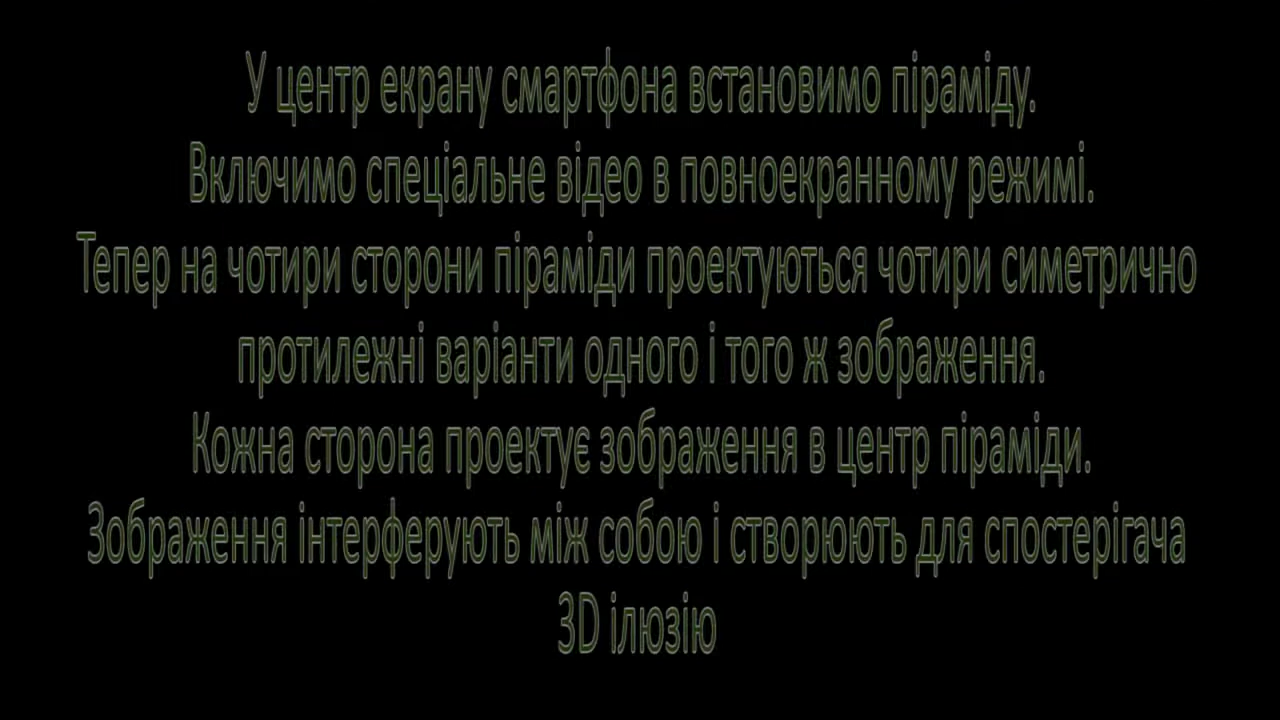 У центр екрану смартфона встановимо піраміду.
Включимо спеціальне відео в повноекранному режимі.
Тепер на чотири сторони піраміди проектуються чотири симетрично
протилежні варіанти одного і того ж зображення.
Кожна сторона проектує зображення в центр піраміди.
Зображення інтерферують між собою і створюють для спостерігача
3D ілюзію